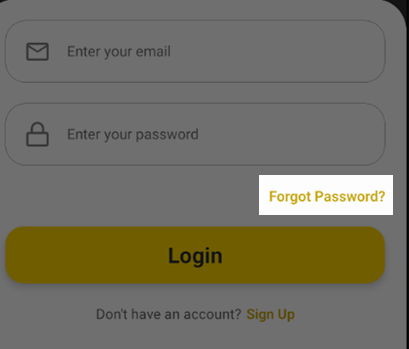 Enter your email
Enter your password
Forgot Password?
Login
Don't have an account? Sign Up